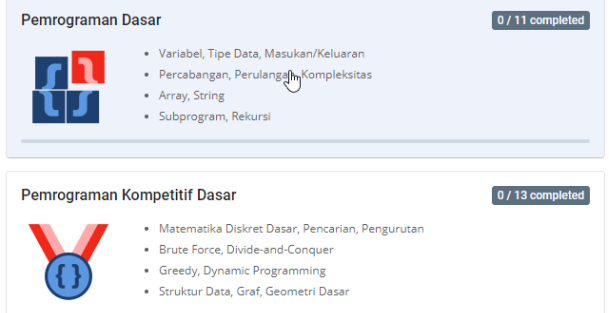 Pemrograman Dasar
0 / 11 completed
Variabel, Tipe Data, Masukan/Keluaran
Percabangan, Perulangan, Kompleksitas
Array, String
Subprogram, Rekursi
Pemrograman Kompetitif Dasar
0 / 13 completed
Matematika Diskret Dasar, Pencarian, Pengurutan
Brute Force, Divide-and-Conquer
Greedy, Dynamic Programming
Struktur Data, Graf, Geometri Dasar